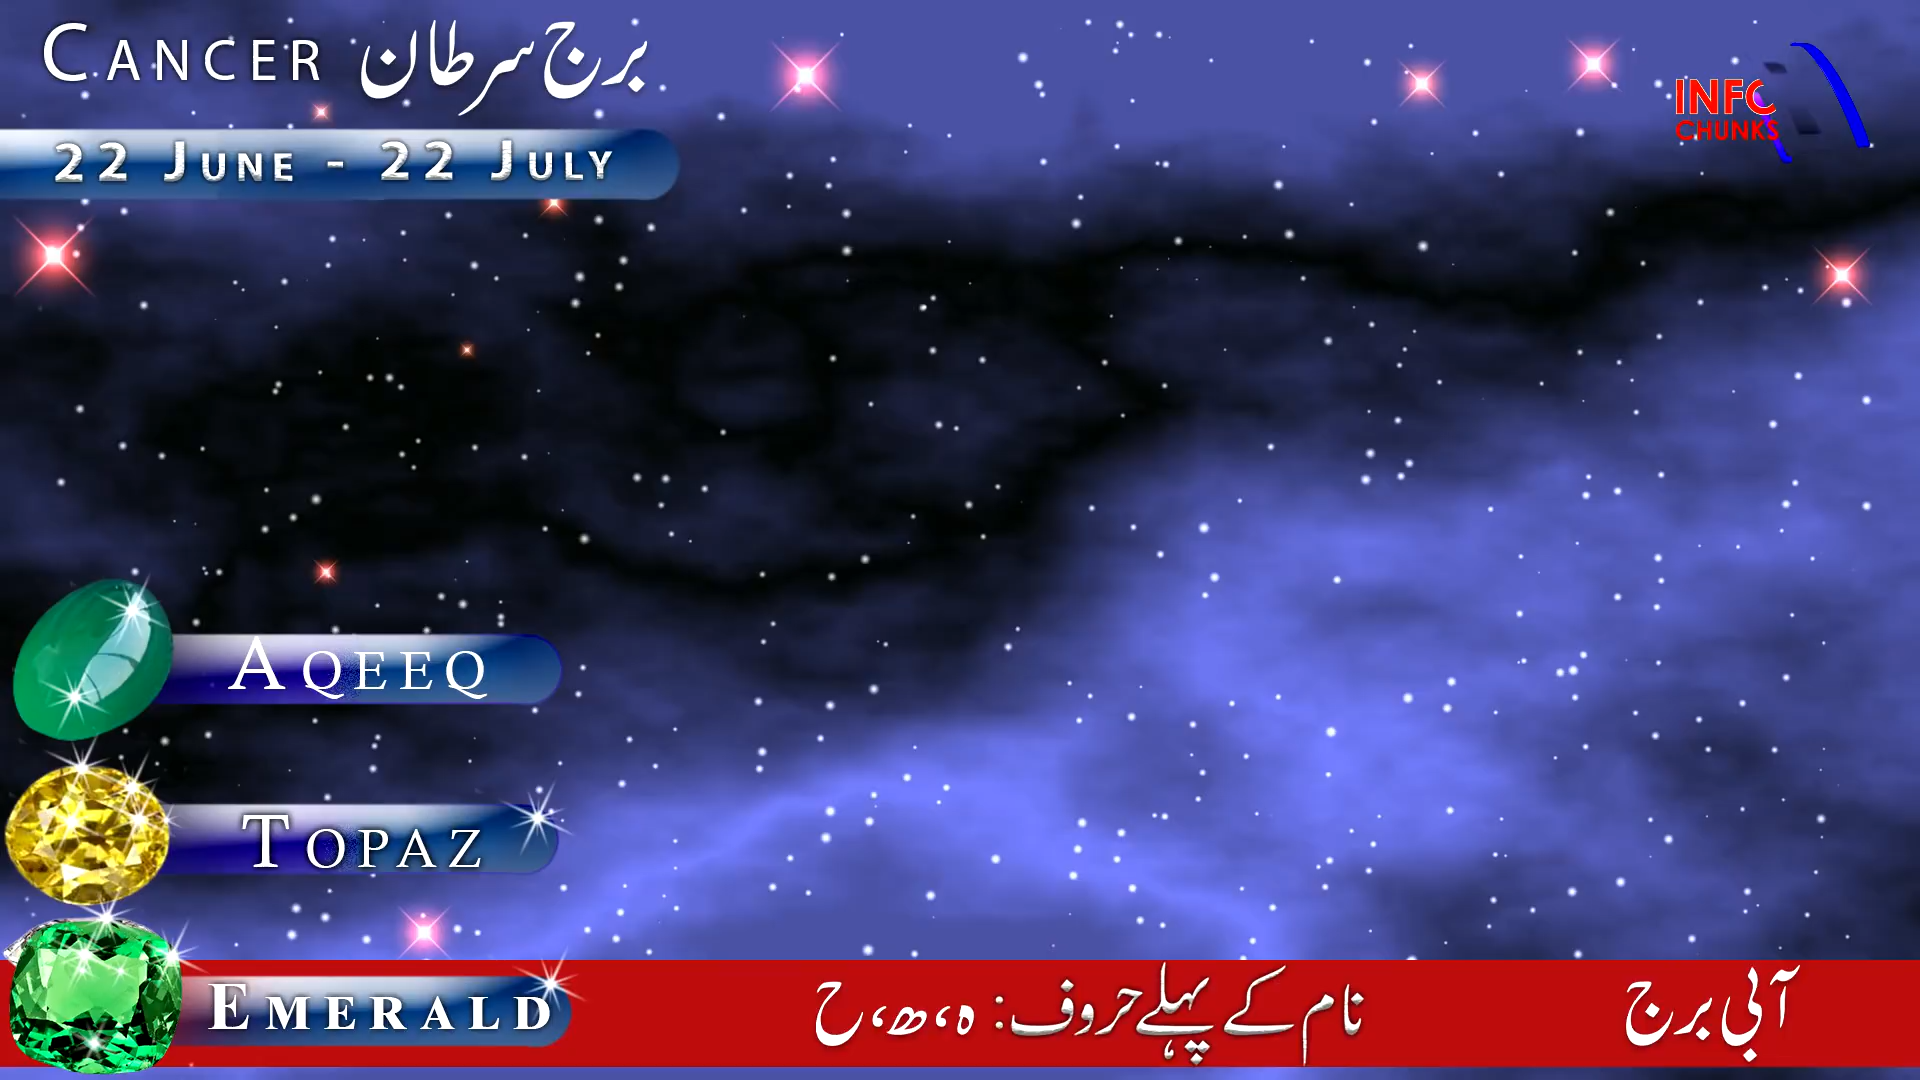 Cancer برج سرطان
22 June - 22 July
INFO
CHUNKS
Aqeeq
Topaz
Emerald
نام کے پہلے حروف: ہ، ھ، ح
آبی برج